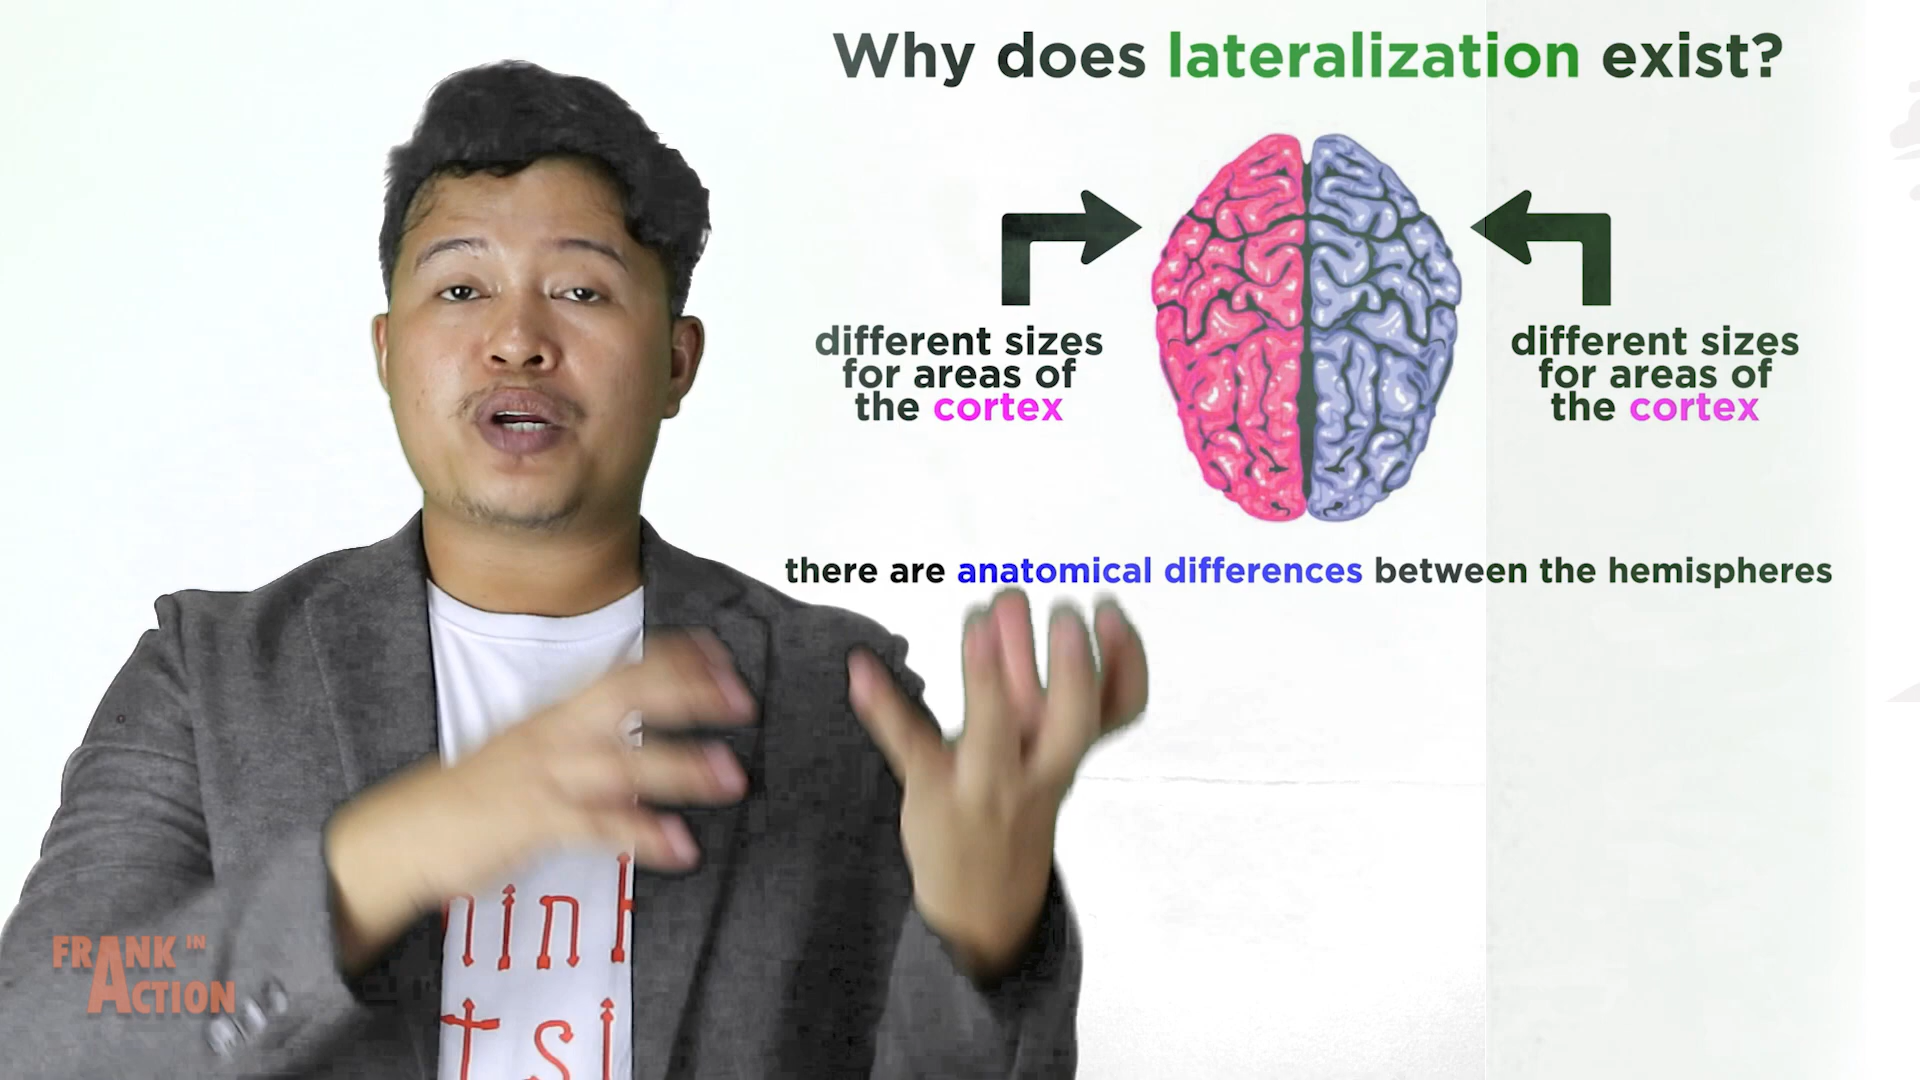 Why does lateralization exist?
different sizes
for areas of
the cortex
different sizes
for areas of
the cortex
there are anatomical differences between the hemispheres
FRANK IN
ACTION